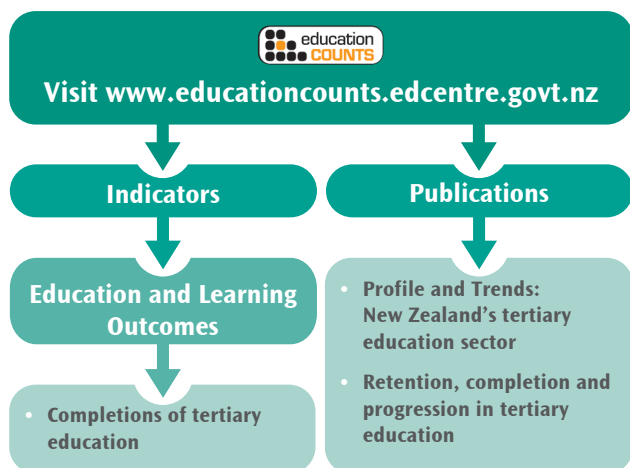 education
COUNTS
Visit www.educationcounts.edcentre.govt.nz
Indicators
Publications
Education and Learning
Outcomes
• Completions of tertiary
education
• Profile and Trends:
New Zealand's tertiary
education sector
• Retention, completion and
progression in tertiary
education